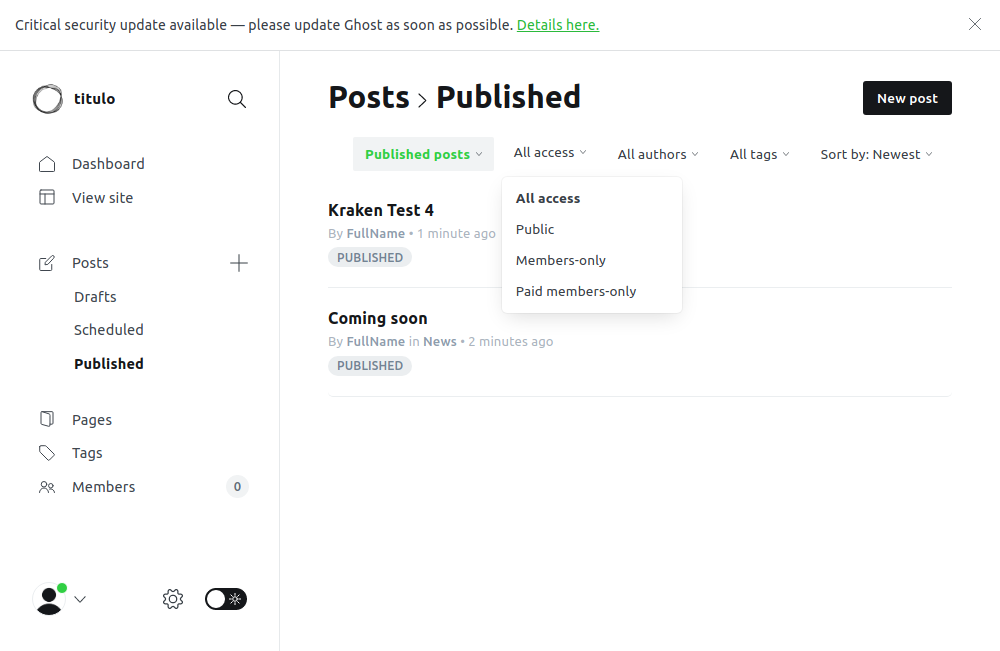 Critical security update available — please update Ghost as soon as possible. Details here.
titulo
Dashboard
View site
Posts
Drafts
Scheduled
Published
Pages
Tags
Members 0
Posts > Published
New post
Published posts All access All authors All tags Sort by: Newest
All access
Public
Members-only
Paid members-only
Kraken Test 4
By FullName • 1 minute ago
PUBLISHED
Coming soon
By FullName in News • 2 minutes ago
PUBLISHED